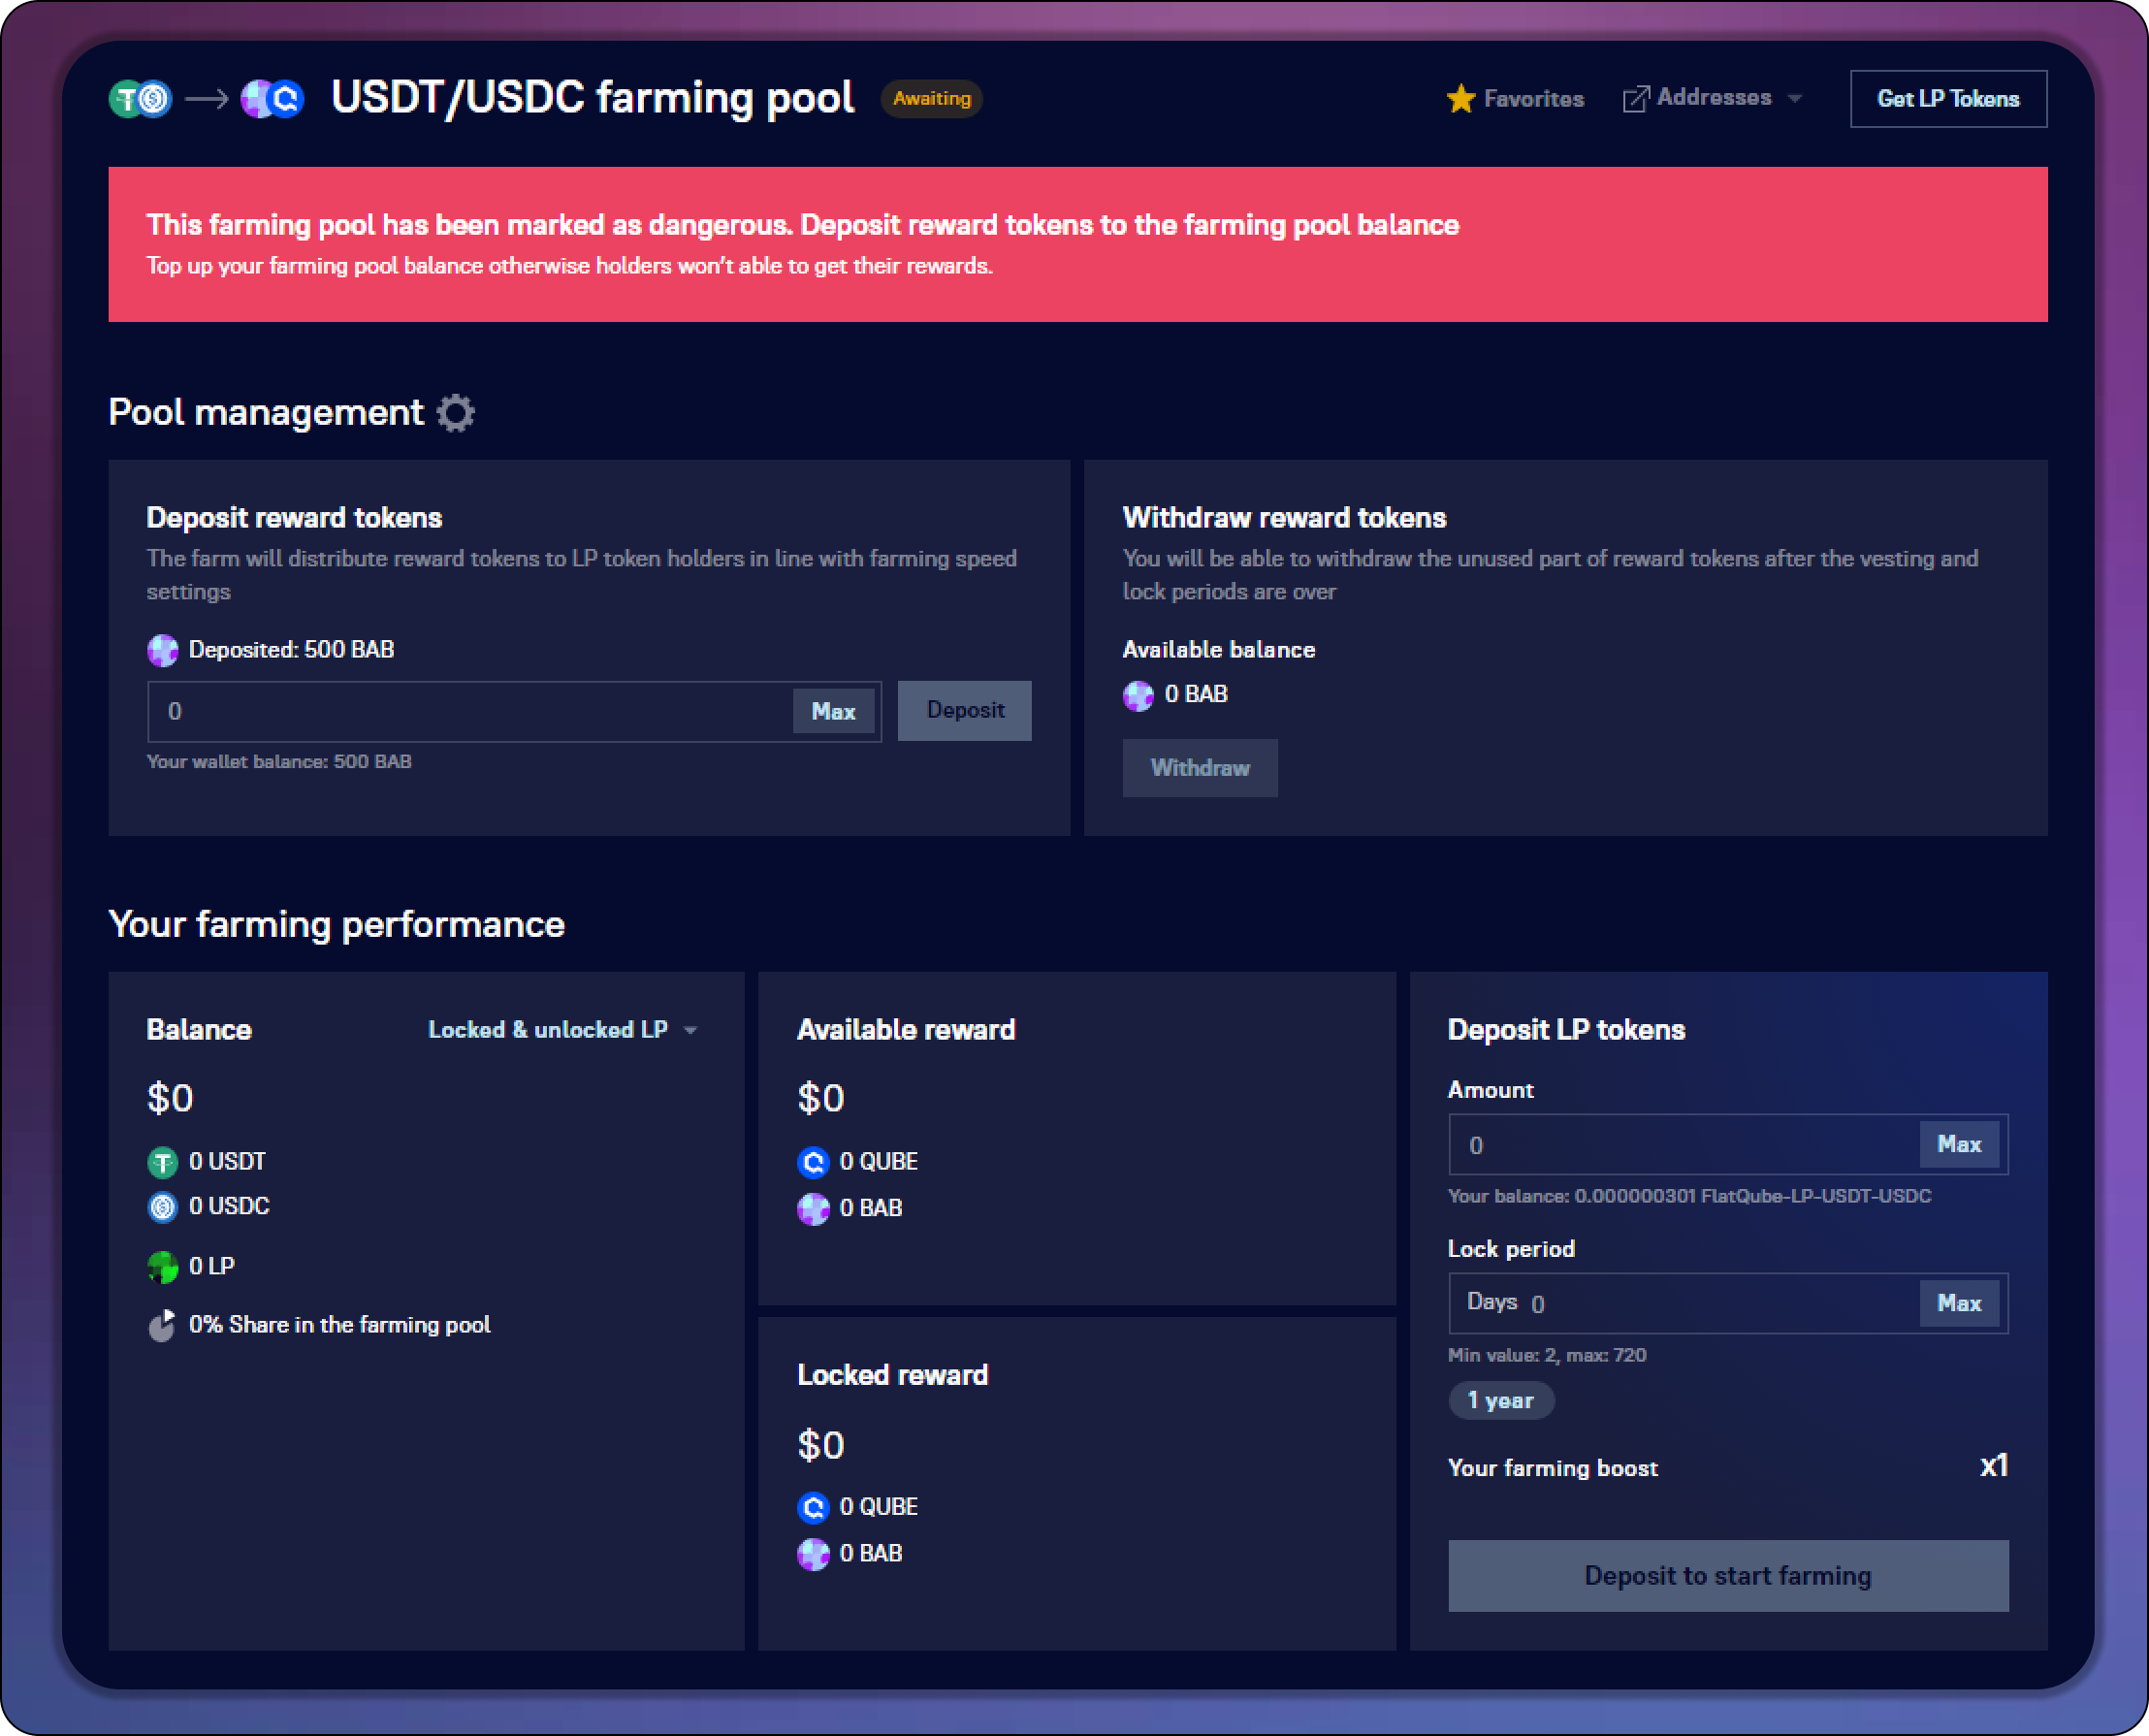 USDT/USDC farming pool
Awaiting
Favorites
Addresses
Get LP Tokens
This farming pool has been marked as dangerous. Deposit reward tokens to the farming pool balance
Top up your farming pool balance otherwise holders won't able to get their rewards.
Pool management
Deposit reward tokens
The farm will distribute reward tokens to LP token holders in line with farming speed
settings
Deposited: 500 BAB
0
Max
Deposit
Your wallet balance: 500 BAB
Withdraw reward tokens
You will be able to withdraw the unused part of reward tokens after the vesting and
lock periods are over
Available balance
0 BAB
Withdraw
Your farming performance
Balance
Locked & unlocked LP
$0
0 USDT
0 USDC
0 LP
0% Share in the farming pool
Available reward
$0
0 QUBE
0 BAB
Locked reward
$0
0 QUBE
0 BAB
Deposit LP tokens
Amount
0
Max
Your balance: 0.000000301 FlatQube-LP-USDT-USDC
Lock period
Days 0
Max
Min value: 2, max: 720
1 year
Your farming boost
x1
Deposit to start farming